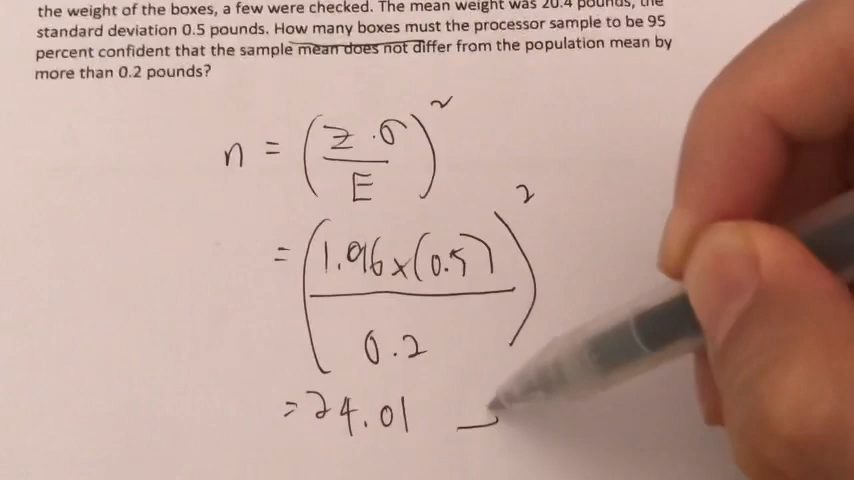 the weight of the boxes, a few were checked. The mean weight was 20.4 pounds, the
standard deviation 0.5 pounds. How many boxes must the processor sample to be 95
percent confident that the sample mean does not differ from the population mean by
more than 0.2 pounds?
n = (z·σ/E)²
= (1.96×(0.5)/0.2)²
=24.01